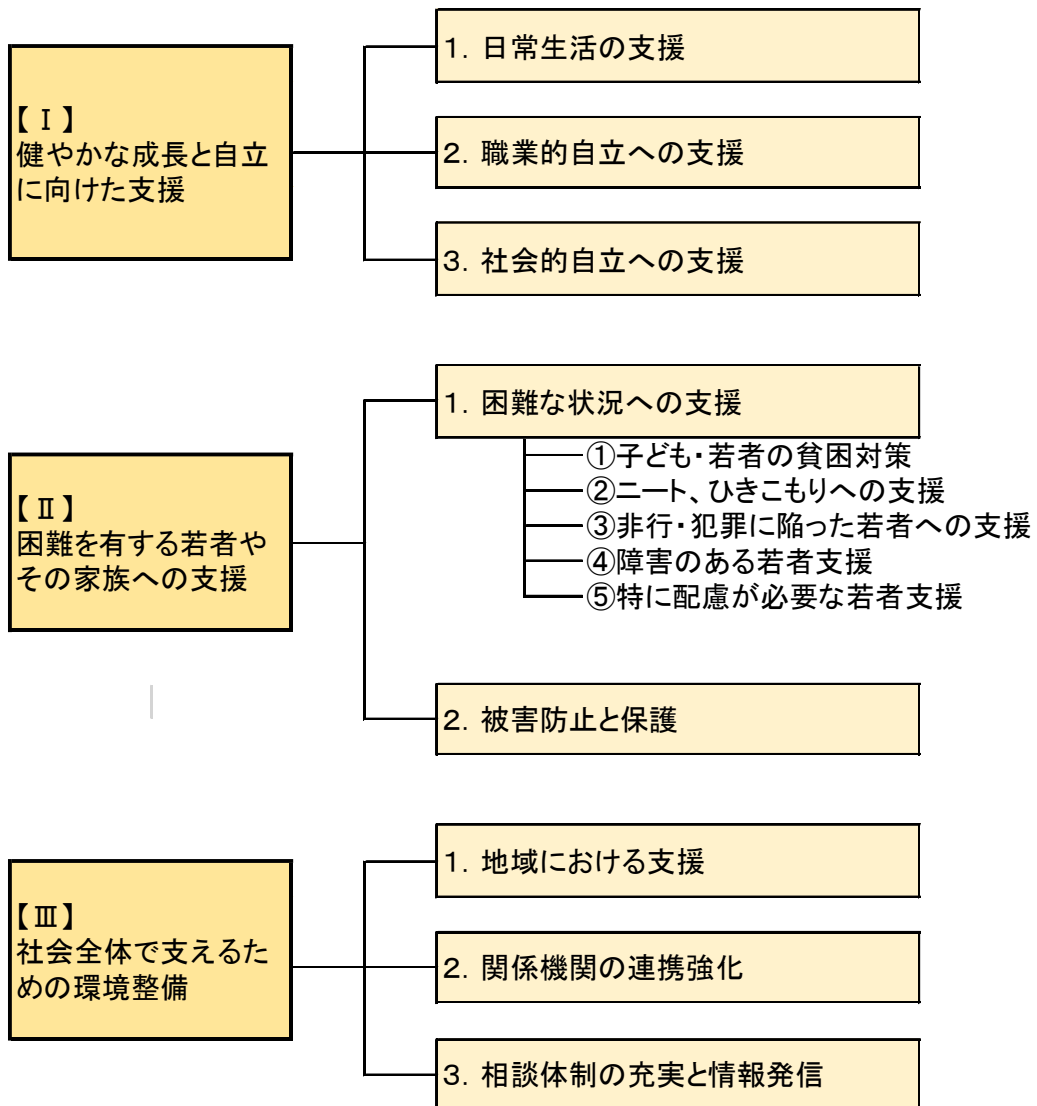 【Ⅰ】
健やかな成長と自立
に向けた支援
１．日常生活の支援
２．職業的自立への支援
３．社会的自立への支援
【Ⅱ】
困難を有する若者や
その家族への支援
１．困難な状況への支援
①子ども・若者の貧困対策
②ニート、ひきこもりへの支援
③非行・犯罪に陥った若者への支援
④障害のある若者支援
⑤特に配慮が必要な若者支援
２．被害防止と保護
【Ⅲ】
社会全体で支えるた
めの環境整備
１．地域における支援
２．関係機関の連携強化
３．相談体制の充実と情報発信